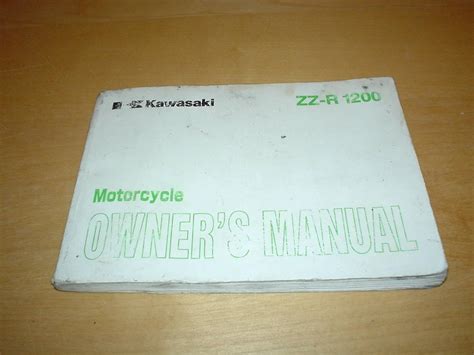 Kawasaki
ZZ-R 1200
Motorcycle
OWNER'S MANUAL